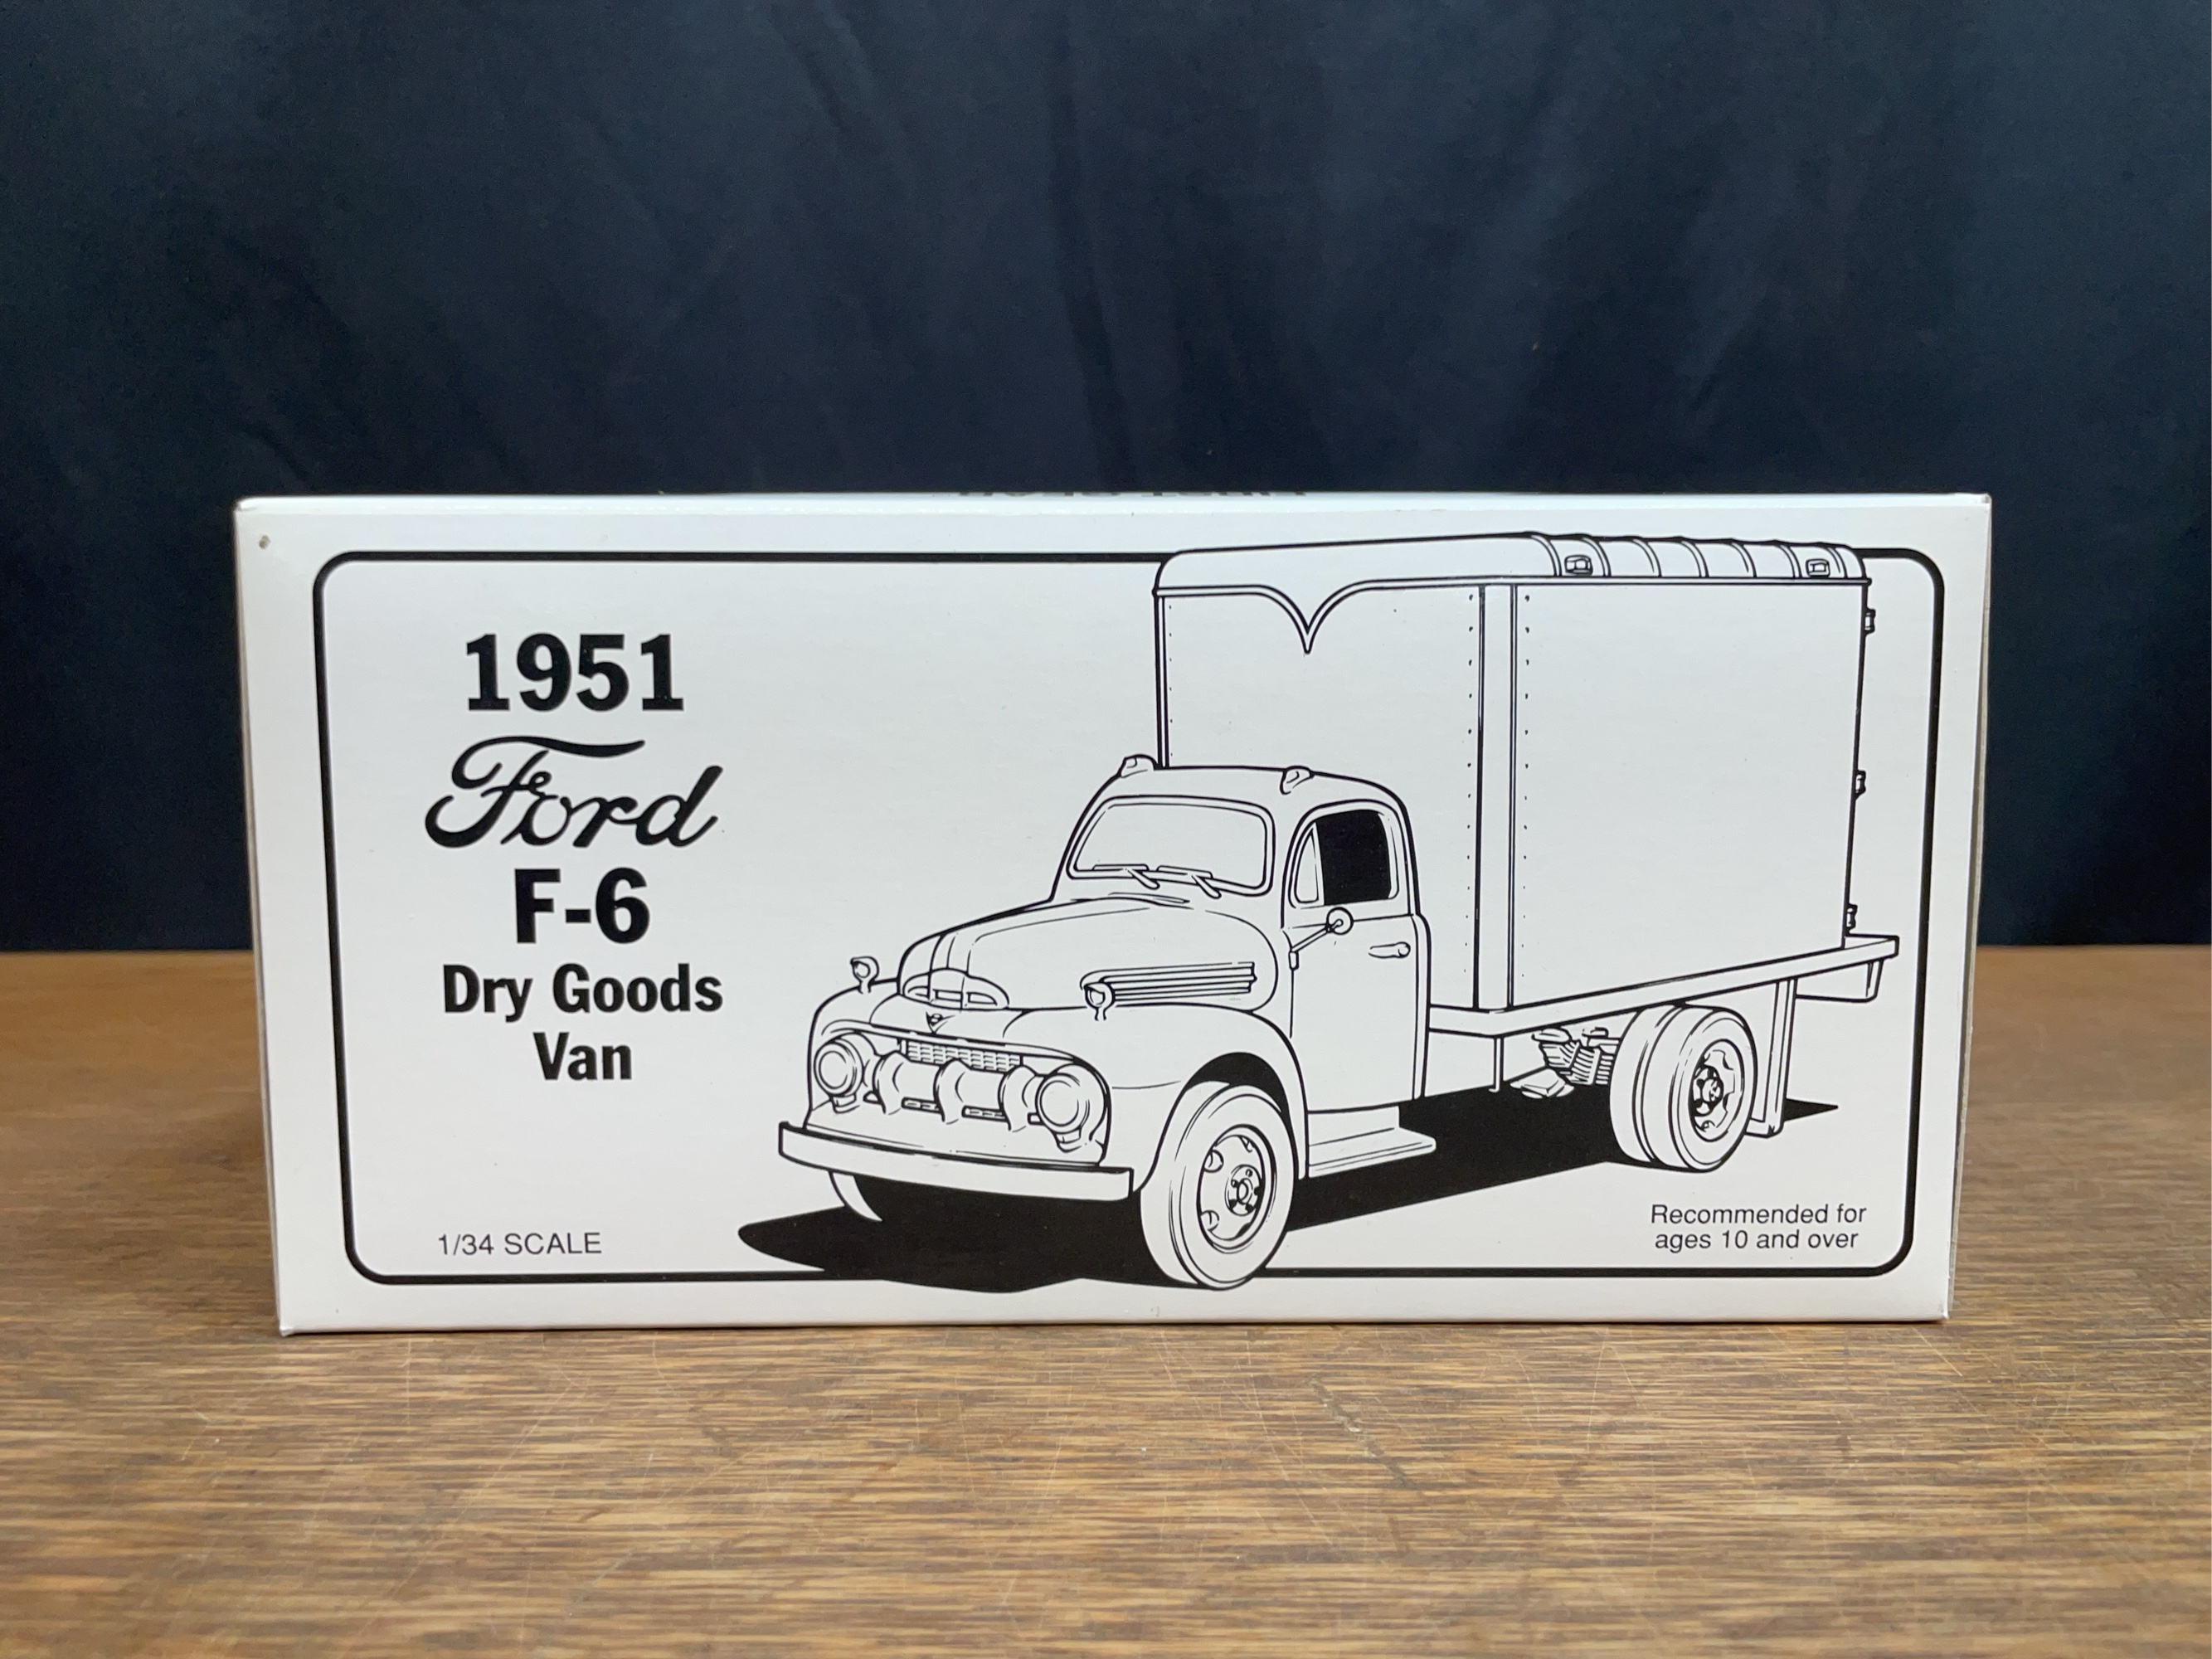 1951
Ford
F-6
Dry Goods
Van
1/34 SCALE
Recommended for
ages 10 and over